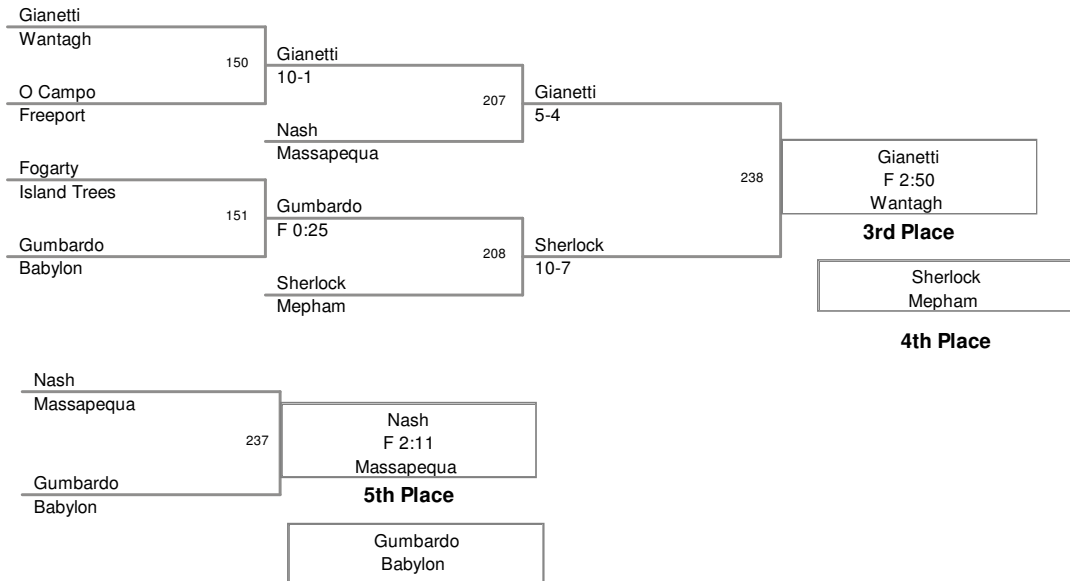 Gianetti
Wantagh
150
O Campo
Freeport
Gianetti
10-1
207
Nash
Massapequa
Gianetti
5-4
Fogarty
Island Trees
151
Gumbardo
Babylon
Gumbardo
F 0:25
208
Sherlock
Mepham
Sherlock
10-7
238
Gianetti
F 2:50
Wantagh
3rd Place
Sherlock
Mepham
4th Place
Nash
Massapequa
237
Gumbardo
Babylon
Nash
F 2:11
Massapequa
5th Place
Gumbardo
Babylon